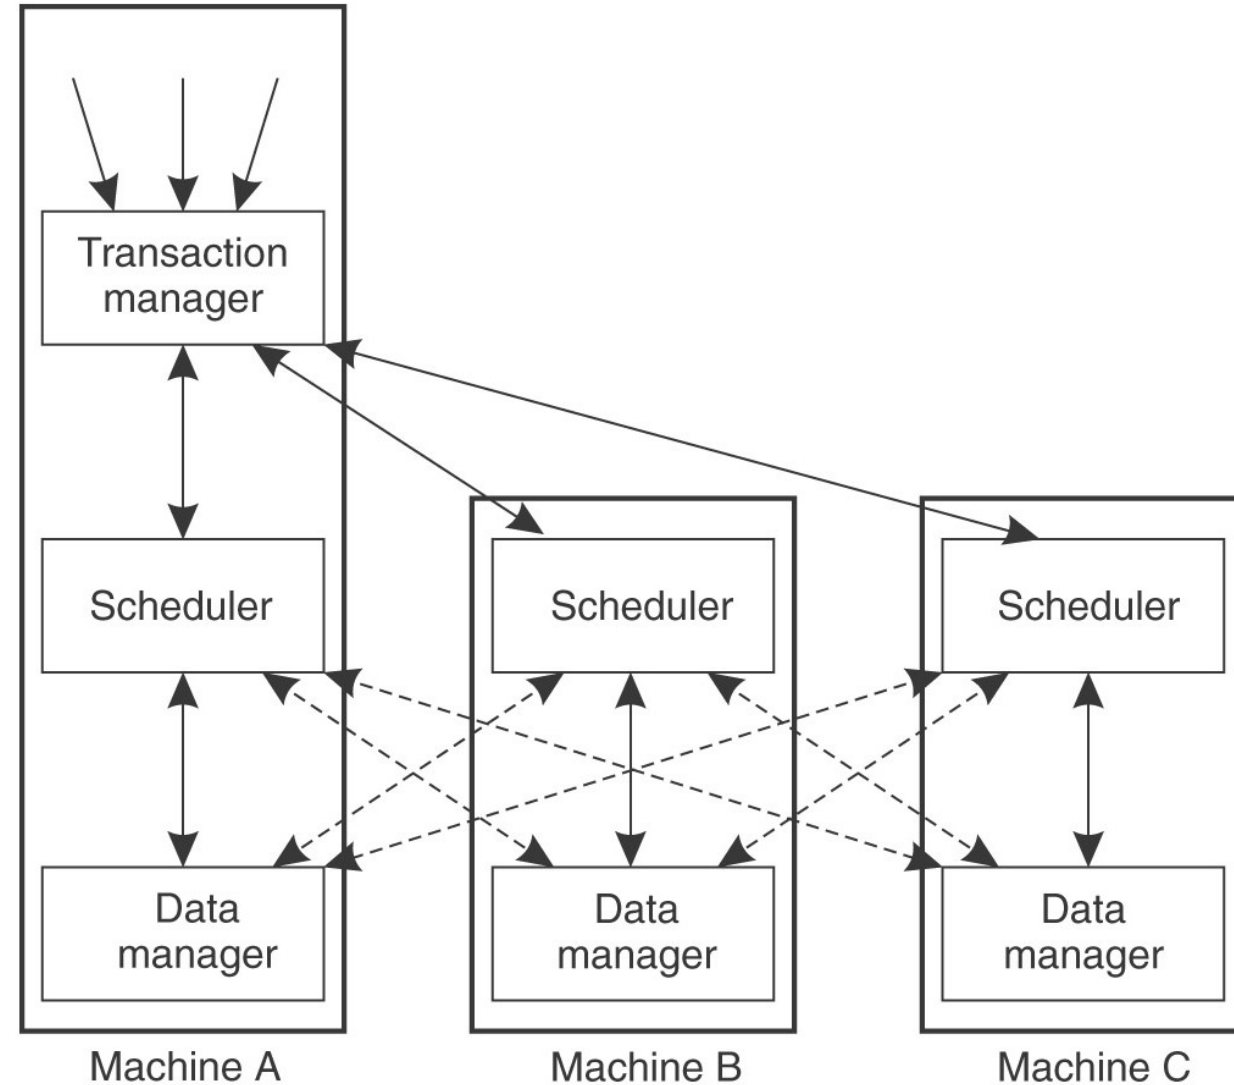 Transaction
manager
Scheduler
Scheduler
Scheduler
Data
manager
Data
manager
Data
manager
Machine A
Machine B
Machine C